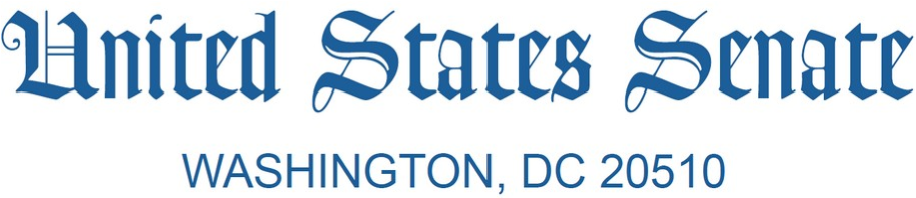 United States Senate
WASHINGTON, DC 20510